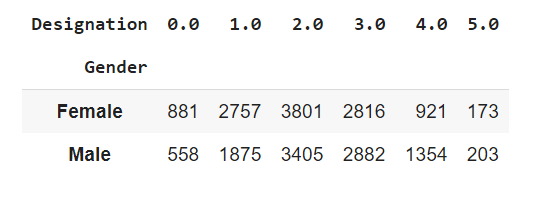 Designation 0.0 1.0 2.0 3.0 4.0 5.0
Gender
Female 881 2757 3801 2816 921 173
Male 558 1875 3405 2882 1354 203